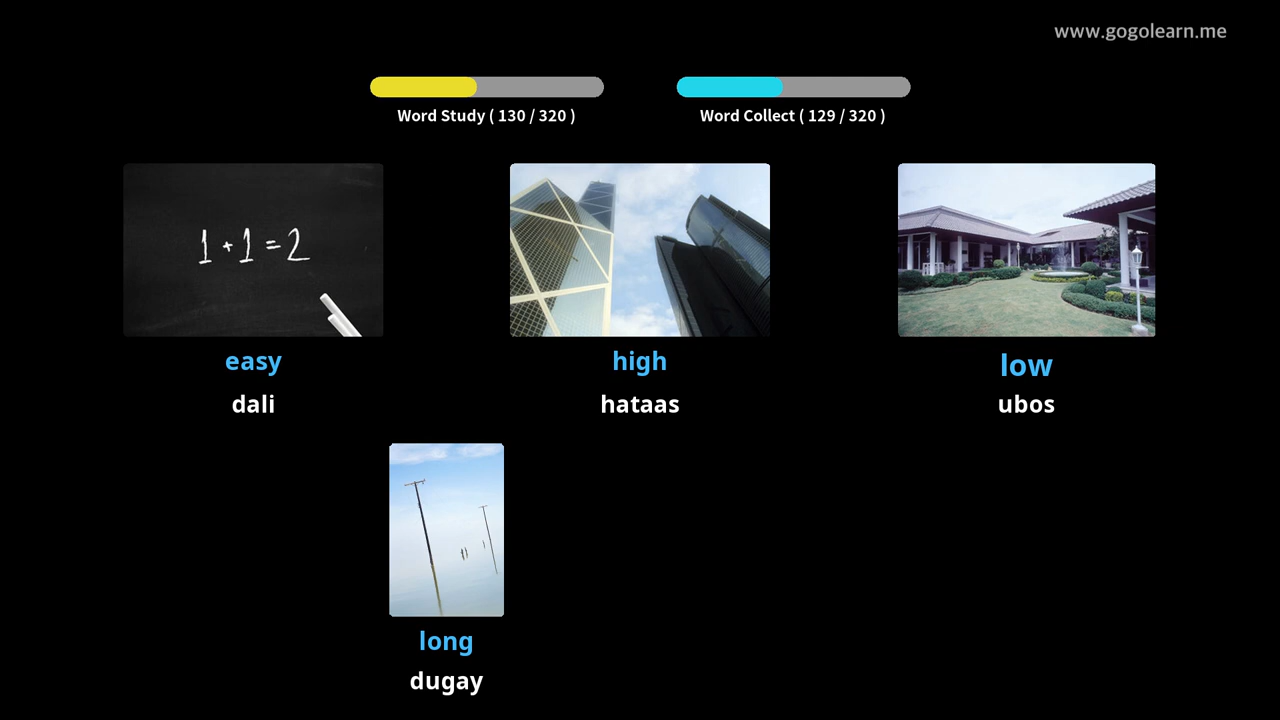 www.gogolearn.me
Word Study ( 130 / 320 )
Word Collect ( 129 / 320 )
1 + 1 = 2
easy
high
low
dali
hataas
ubos
long
dugay